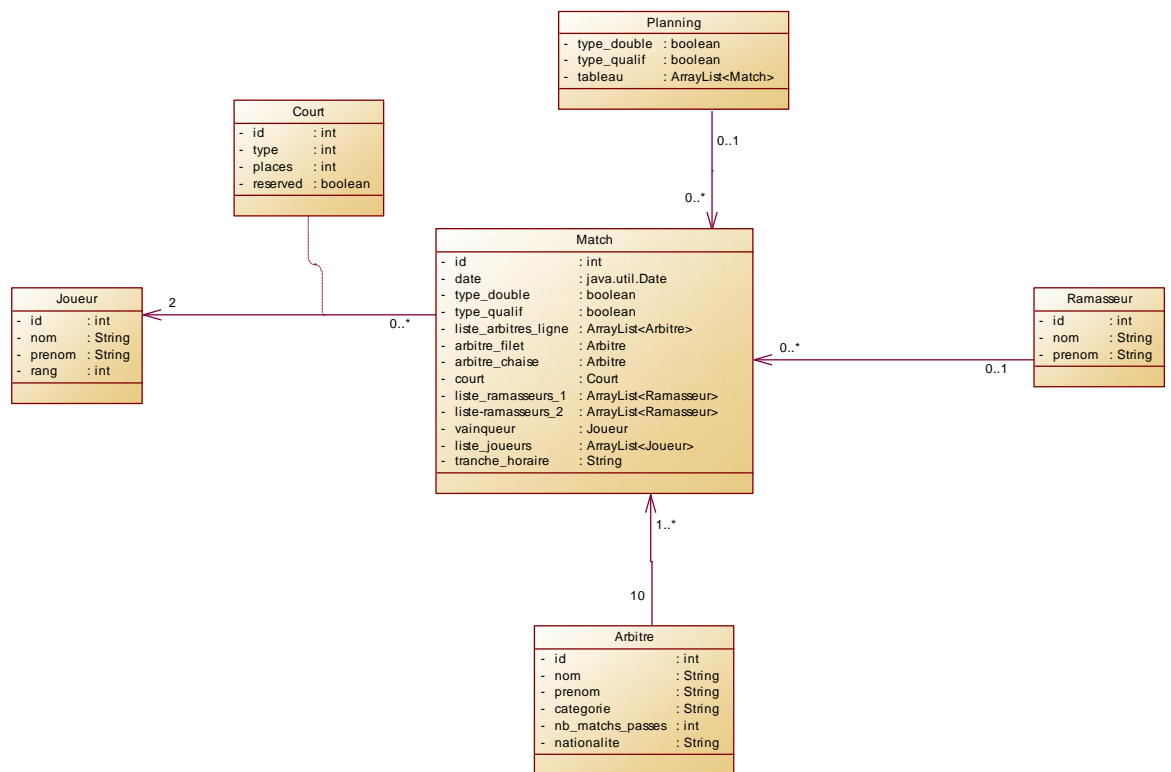 Planning
- type_double : boolean
- type_qualif : boolean
- tableau : ArrayList<Match>
Court
- id : int
- type : int
- places : int
- reserved : boolean
0..1
0..*
Match
- id : int
- date : java.util.Date
- type_double : boolean
- type_qualif : boolean
- liste_arbitres_ligne : ArrayList<Arbitre>
- arbitre_filet : Arbitre
- arbitre_chaise : Arbitre
- court : Court
- liste_ramasseurs_1 : ArrayList<Ramasseur>
- liste-ramasseurs_2 : ArrayList<Ramasseur>
- vainqueur : Joueur
- liste_joueurs : ArrayList<Joueur>
- tranche_horaire : String
Joueur
- id : int
- nom : String
- prenom : String
- rang : int
2
0..*
Ramasseur
- id : int
- nom : String
- prenom : String
0..*
0..1
1..*
10
Arbitre
- id : int
- nom : String
- prenom : String
- categorie : String
- nb_matchs_passes : int
- nationalite : String